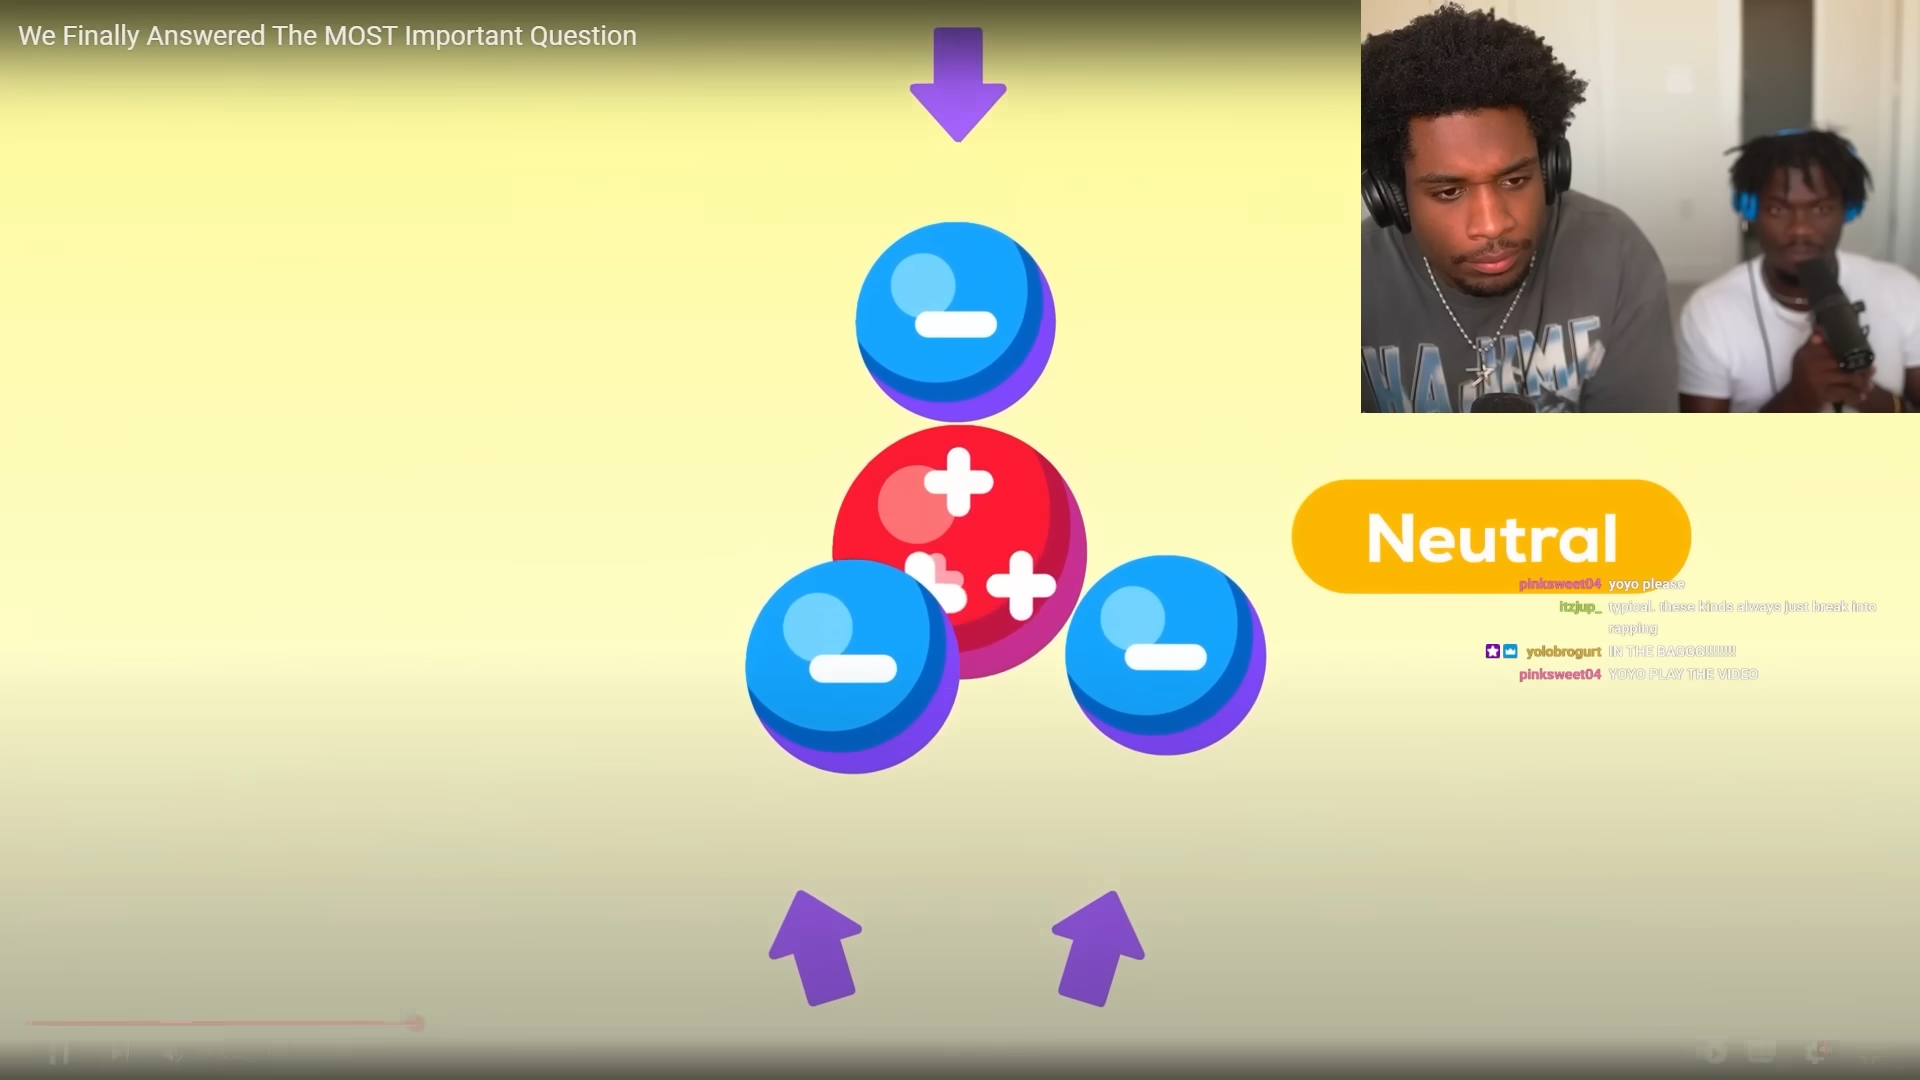 We Finally Answered The MOST Important Question
HAJIME
Neutral
pinksweet04 yoyo please
itzjup_ typical. these kinds always just break into
rapping
yolobrogurt IN THE BAGGG!!!!!!!
pinksweet04 YOYO PLAY THE VIDEO